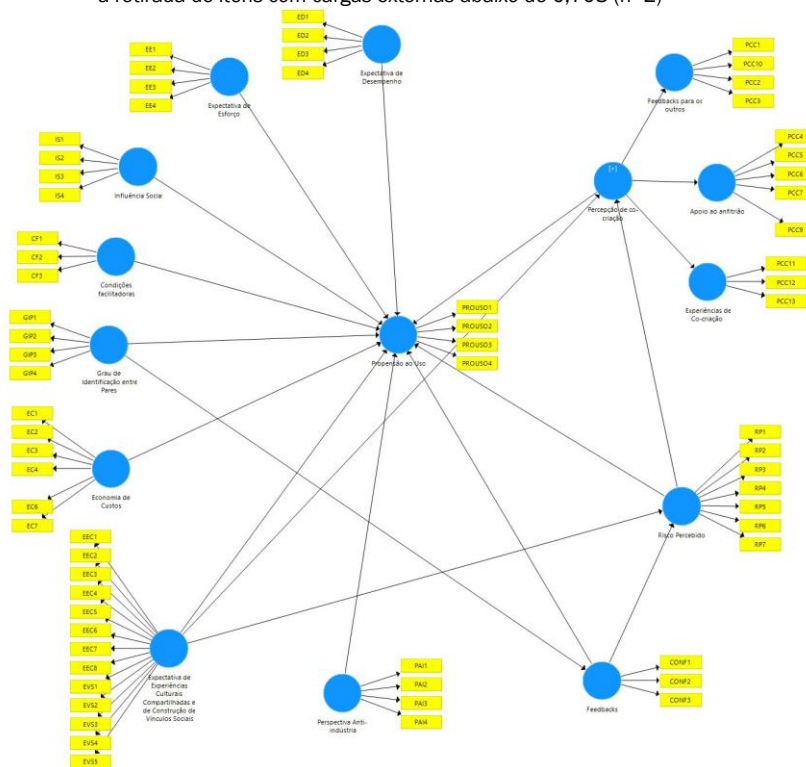 a retirada de itens com cargas externas abaixo de 0,708 (nº2)
ED1
ED2
ED3
ED4
Expectativa de
Desempenho
EE1
EE2
EE3
EE4
Expectativa de
Esforço
PCC1
PCC10
PCC2
PCC3
Feedbacks para os
outros
IS1
IS2
IS3
IS4
Influência Social
[+]
Percepção de co-
criação
PCC4
PCC5
PCC6
PCC7
PCC9
Apoio ao anfitrião
CF1
CF2
CF3
Condições
facilitadoras
PCC11
PCC12
PCC13
Experiências de
Co-criação
GIP1
GIP2
GIP3
GIP4
Grau de
identificação entre
Pares
PROUSO1
PROUSO2
PROUSO3
PROUSO4
Propensão ao Uso
EC1
EC2
EC3
EC4
EC6
EC7
Economia de
Custos
RP1
RP2
RP3
RP4
RP5
RP6
RP7
Risco Percebido
EEC1
EEC2
EEC3
EEC4
EEC5
EEC6
EEC7
EEC8
EVS1
EVS2
EVS3
EVS4
EVS5
Expectativa de
Experiências
Culturais
Compartilhadas e
de Construção de
Vínculos Sociais
PAI1
PAI2
PAI3
PAI4
Perspectiva Anti-
indústria
CONF1
CONF2
CONF3
Feedbacks